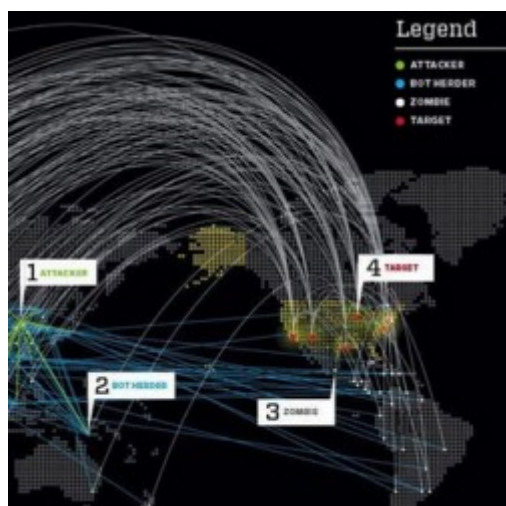 Legend
ATTACKER
BOT HERDER
ZOMBIE
TARGET
1 ATTACKER
4 TARGET
2 BOT HERDER
3 ZOMBIE